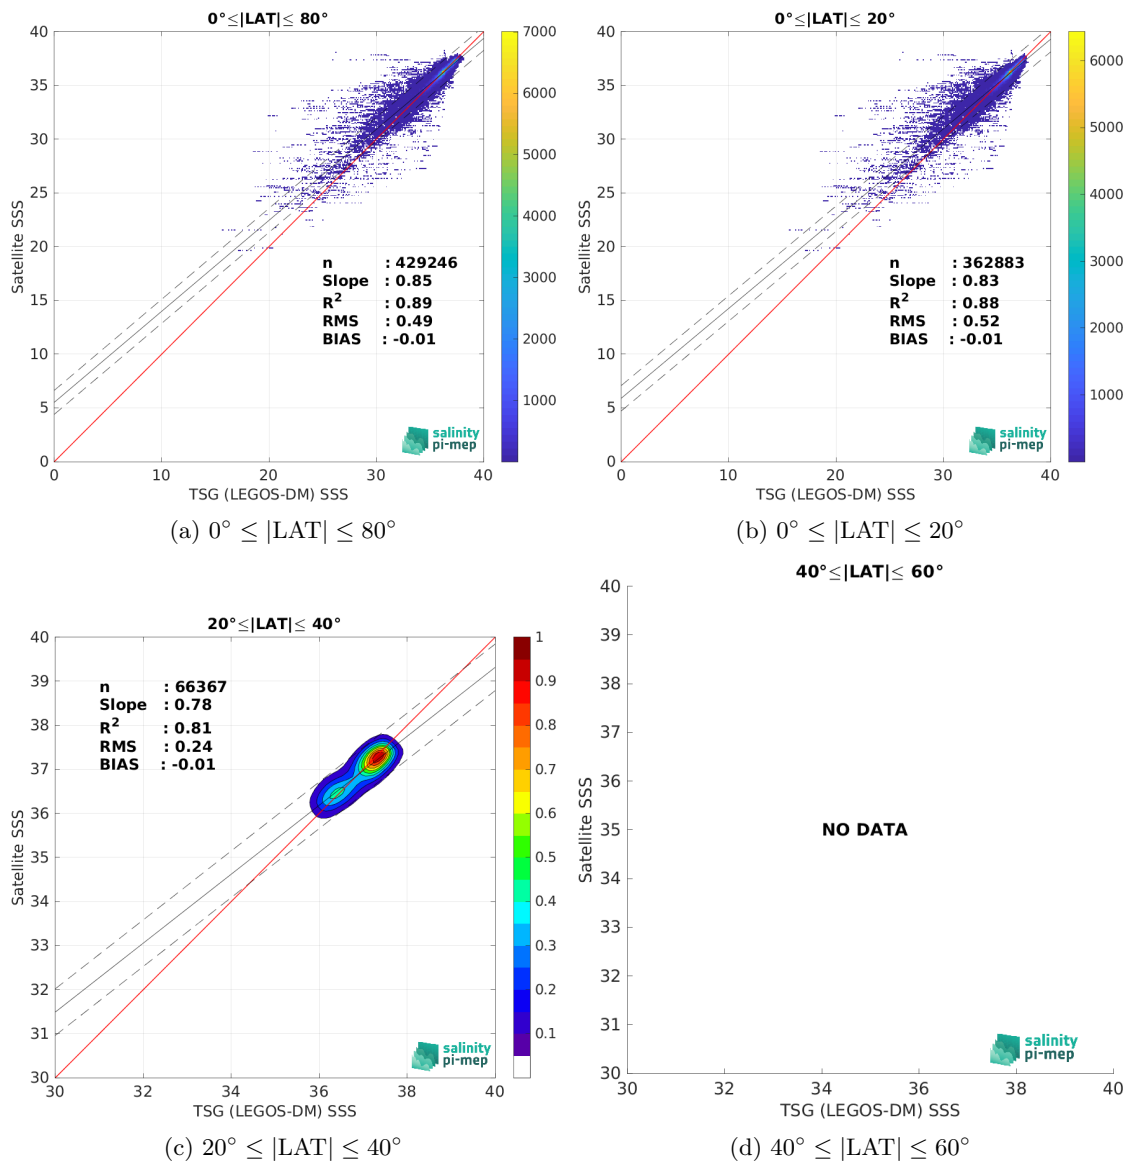 0°≤|LAT|≤ 80°
40
35
30
25
20
15
10
5
0
Satellite SSS
n : 429246
Slope : 0.85
R² : 0.89
RMS : 0.49
BIAS : -0.01
salinity
pi-mep
0 10 20 30 40
TSG (LEGOS-DM) SSS
7000
6000
5000
4000
3000
2000
1000
(a) 0° ≤ |LAT| ≤ 80°
0°≤|LAT|≤ 20°
40
35
30
25
20
15
10
5
0
Satellite SSS
n : 362883
Slope : 0.83
R² : 0.88
RMS : 0.52
BIAS : -0.01
salinity
pi-mep
0 10 20 30 40
TSG (LEGOS-DM) SSS
6000
5000
4000
3000
2000
1000
(b) 0° ≤ |LAT| ≤ 20°
20°≤|LAT|≤ 40°
40
39
38
37
36
35
34
33
32
31
30
Satellite SSS
n : 66367
Slope : 0.78
R² : 0.81
RMS : 0.24
BIAS : -0.01
salinity
pi-mep
30 32 34 36 38 40
TSG (LEGOS-DM) SSS
1
0.9
0.8
0.7
0.6
0.5
0.4
0.3
0.2
0.1
(c) 20° ≤ |LAT| ≤ 40°
40°≤|LAT|≤ 60°
40
39
38
37
36
35
34
33
32
31
30
Satellite SSS
NO DATA
salinity
pi-mep
30 32 34 36 38 40
TSG (LEGOS-DM) SSS
(d) 40° ≤ |LAT| ≤ 60°